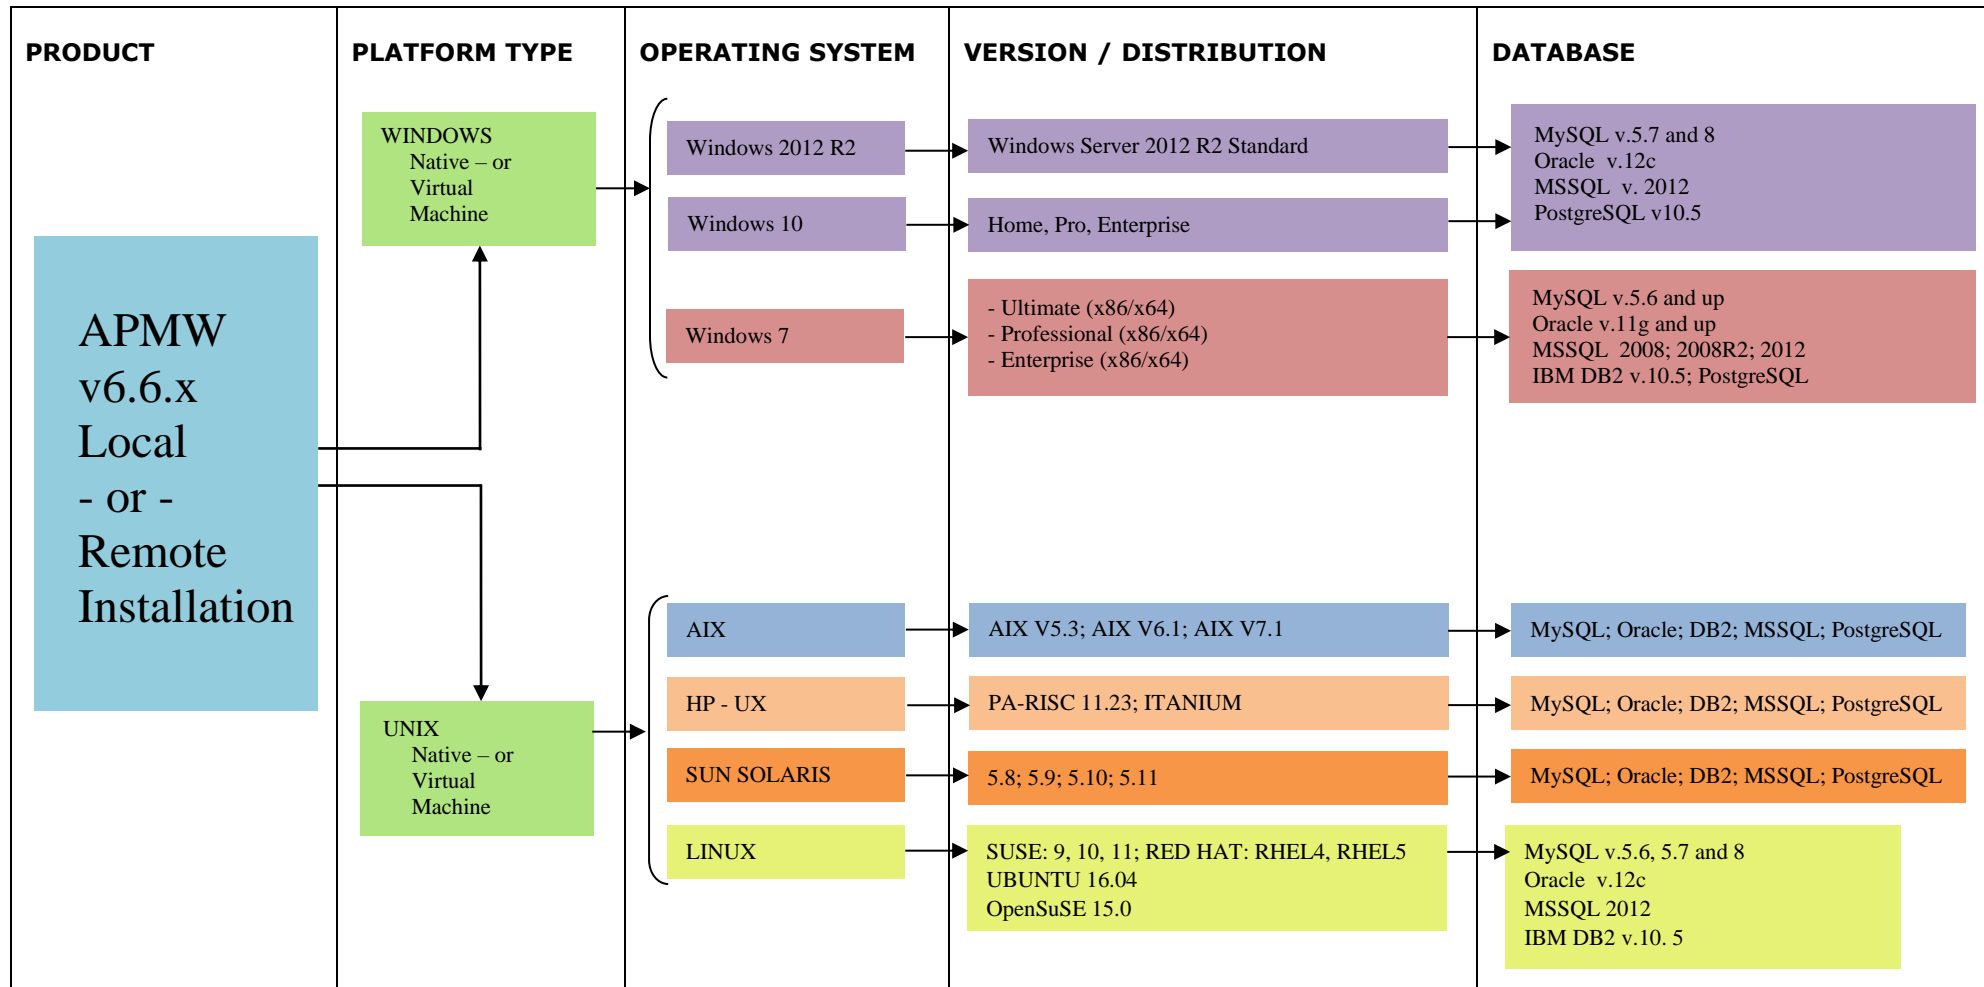 PRODUCT
PLATFORM TYPE
OPERATING SYSTEM
VERSION / DISTRIBUTION
DATABASE
APMW
v6.6.x
Local
- or -
Remote
Installation
WINDOWS
Native – or
Virtual
Machine
Windows 2012 R2
Windows Server 2012 R2 Standard
MySQL v.5.7 and 8
Oracle v.12c
MSSQL v. 2012
PostgreSQL v10.5
Windows 10
Home, Pro, Enterprise
Windows 7
- Ultimate (x86/x64)
- Professional (x86/x64)
- Enterprise (x86/x64)
MySQL v.5.6 and up
Oracle v.11g and up
MSSQL 2008; 2008R2; 2012
IBM DB2 v.10.5; PostgreSQL
UNIX
Native – or
Virtual
Machine
AIX
AIX V5.3; AIX V6.1; AIX V7.1
MySQL; Oracle; DB2; MSSQL; PostgreSQL
HP - UX
PA-RISC 11.23; ITANIUM
MySQL; Oracle; DB2; MSSQL; PostgreSQL
SUN SOLARIS
5.8; 5.9; 5.10; 5.11
MySQL; Oracle; DB2; MSSQL; PostgreSQL
LINUX
SUSE: 9, 10, 11; RED HAT: RHEL4, RHEL5
UBUNTU 16.04
OpenSuSE 15.0
MySQL v.5.6, 5.7 and 8
Oracle v.12c
MSSQL 2012
IBM DB2 v.10. 5